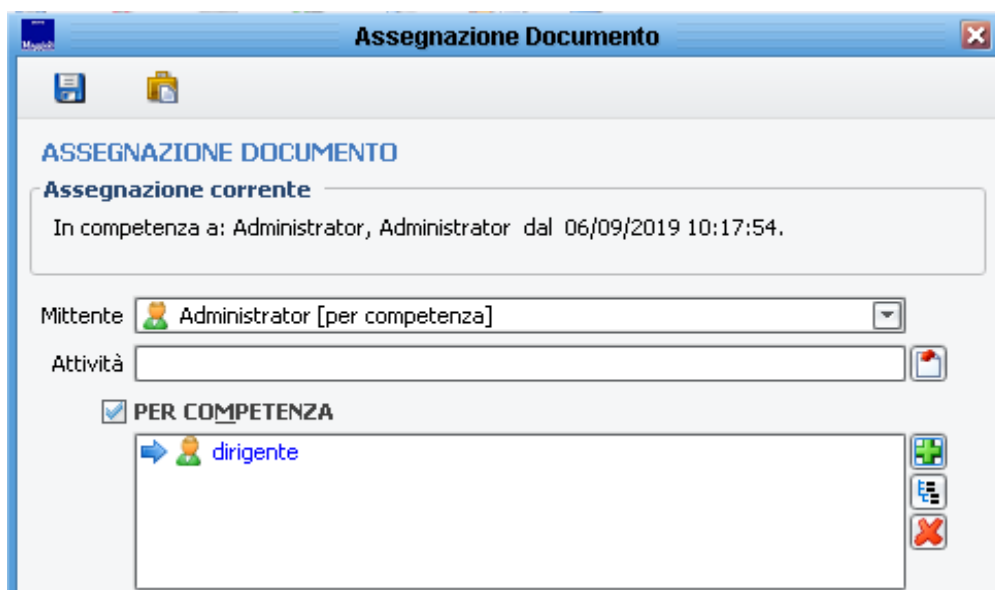 Assegnazione Documento
ASSEGNAZIONE DOCUMENTO
Assegnazione corrente
In competenza a: Administrator, Administrator dal 06/09/2019 10:17:54.
Mittente Administrator [per competenza]
Attività
PER COMPETENZA
dirigente